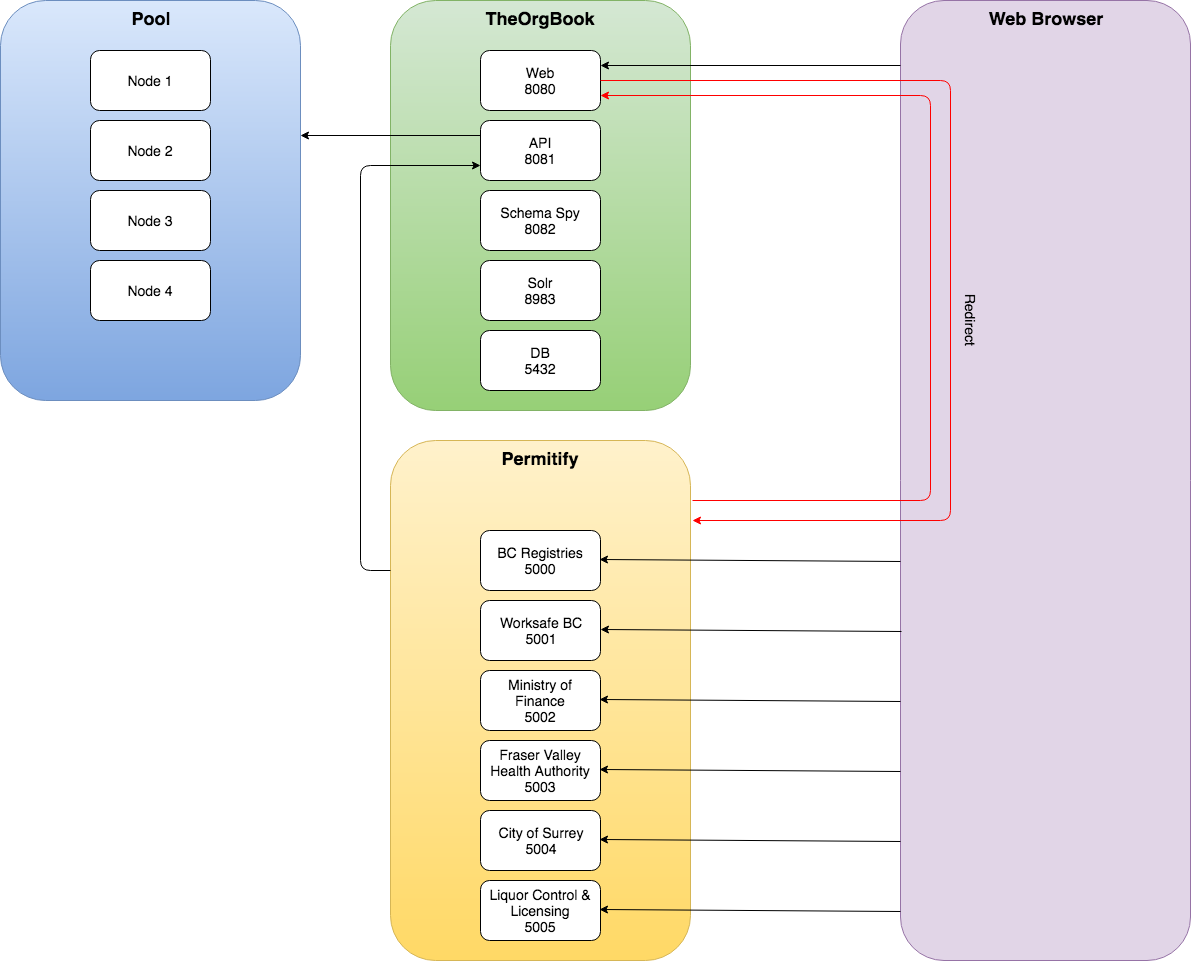 Pool
Node 1
Node 2
Node 3
Node 4
TheOrgBook
Web
8080
API
8081
Schema Spy
8082
Solr
8983
DB
5432
Web Browser
Redirect
Permitify
BC Registries
5000
Worksafe BC
5001
Ministry of
Finance
5002
Fraser Valley
Health Authority
5003
City of Surrey
5004
Liquor Control &
Licensing
5005